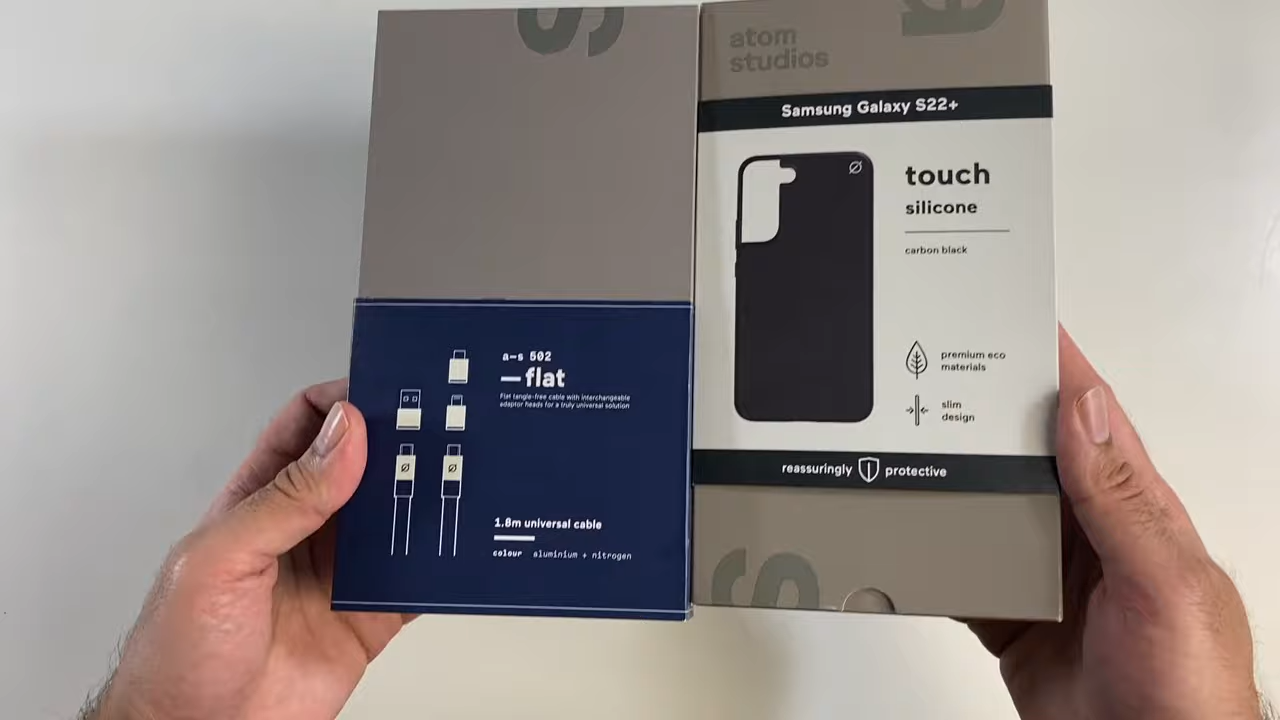 a–s 502
—flat
Flat tangle-free cable with interchangeable
adaptor heads for a truly universal solution
1.8m universal cable
colour aluminium + nitrogen
atom
studios
Samsung Galaxy S22+
touch
silicone
carbon black
premium eco
materials
slim
design
reassuringly protective